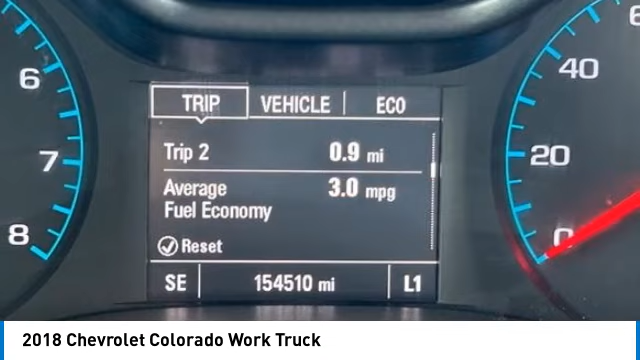 TRIP VEHICLE ECO
Trip 2 0.9 mi
Average 3.0 mpg
Fuel Economy
Reset
SE 154510 mi L1
6
7
8
40
20
0
2018 Chevrolet Colorado Work Truck